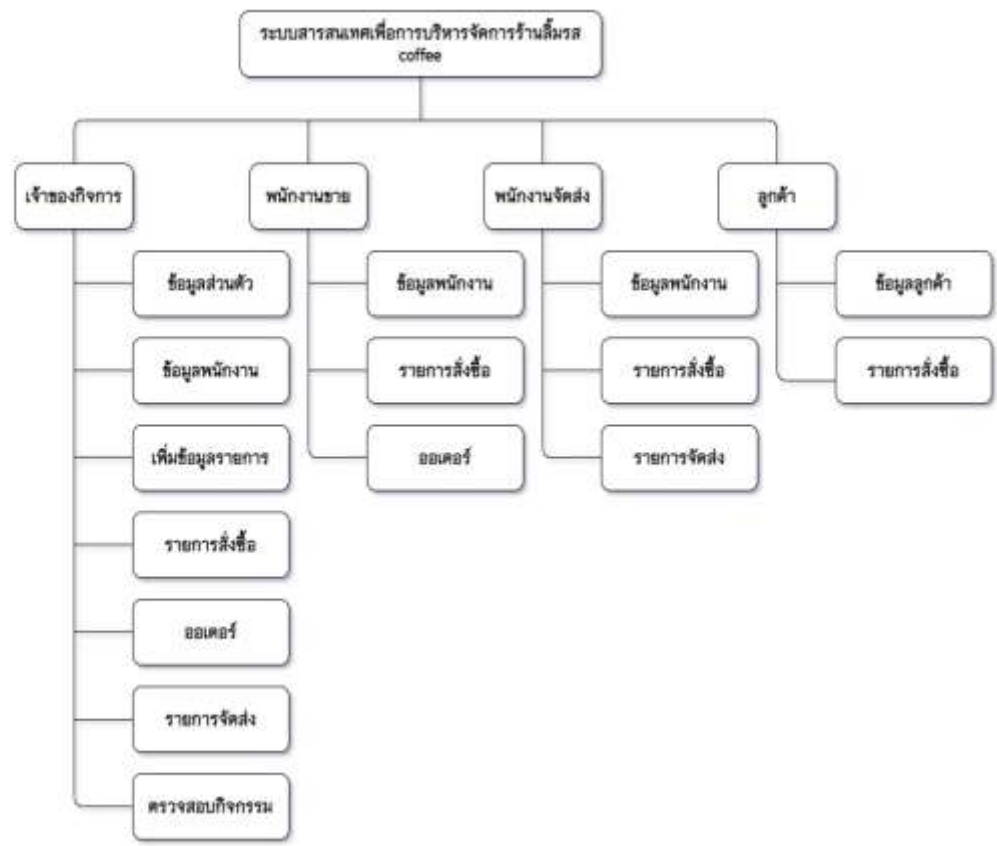 ระบบสารสนเทศเพื่อการบริหารจัดการร้านลิ้มรส
coffee
เจ้าของกิจการ
พนักงานขาย
พนักงานจัดส่ง
ลูกค้า
ข้อมูลส่วนตัว
ข้อมูลพนักงาน
ข้อมูลพนักงาน
ข้อมูลลูกค้า
ข้อมูลพนักงาน
รายการสั่งซื้อ
รายการสั่งซื้อ
รายการสั่งซื้อ
เพิ่มข้อมูลรายการ
ออเดอร์
รายการจัดส่ง
รายการสั่งซื้อ
ออเดอร์
รายการจัดส่ง
ตรวจสอบกิจกรรม